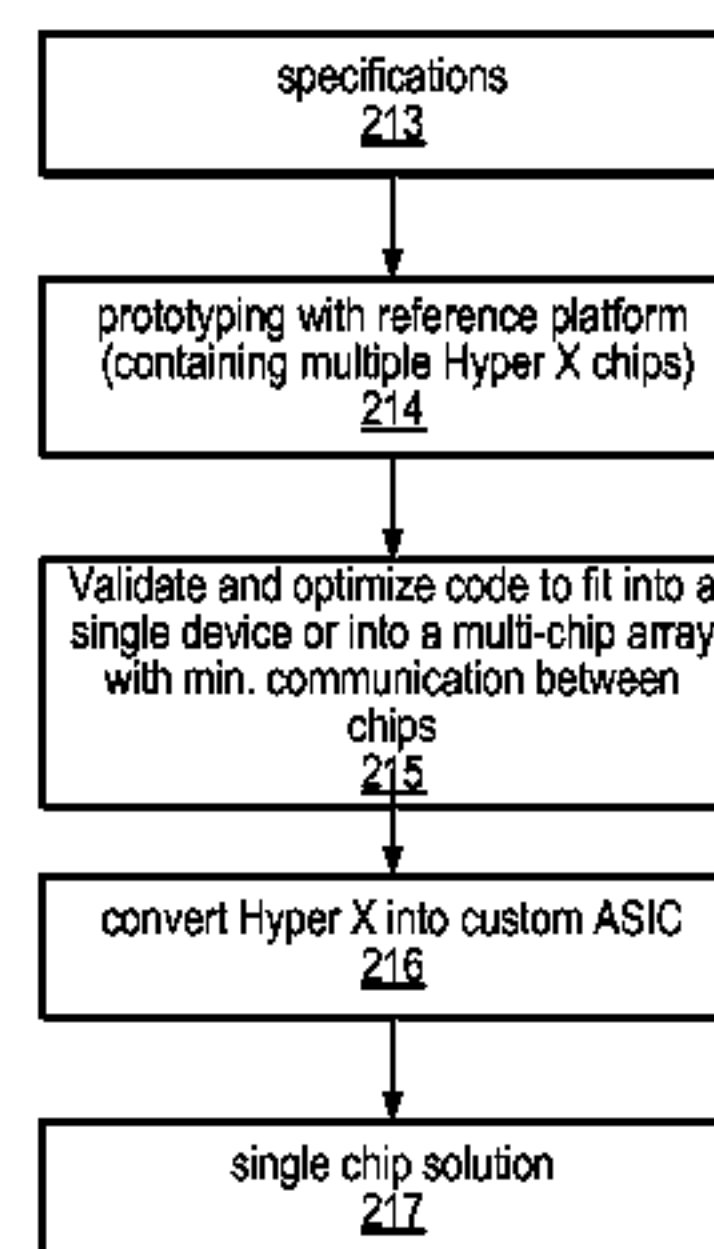 specifications
213
prototyping with reference platform
(containing multiple Hyper X chips)
214
Validate and optimize code to fit into a
single device or into a multi-chip array
with min. communication between
chips
215
convert Hyper X into custom ASIC
216
single chip solution
217